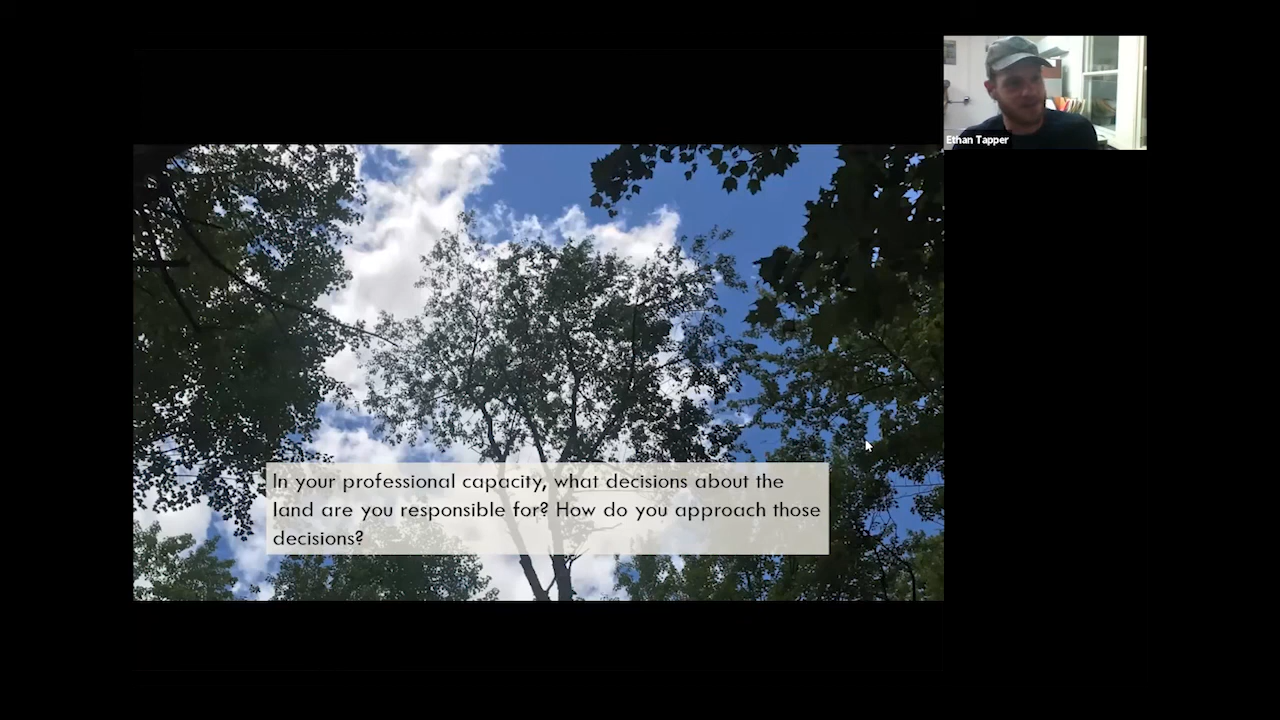 Ethan Tapper
In your professional capacity, what decisions about the
land are you responsible for? How do you approach those
decisions?